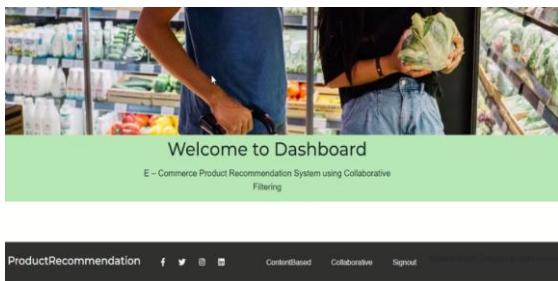 Welcome to Dashboard
E – Commerce Product Recommendation System using Collaborative
Filtering
ProductRecommendation ContentBased Collaborative Signout